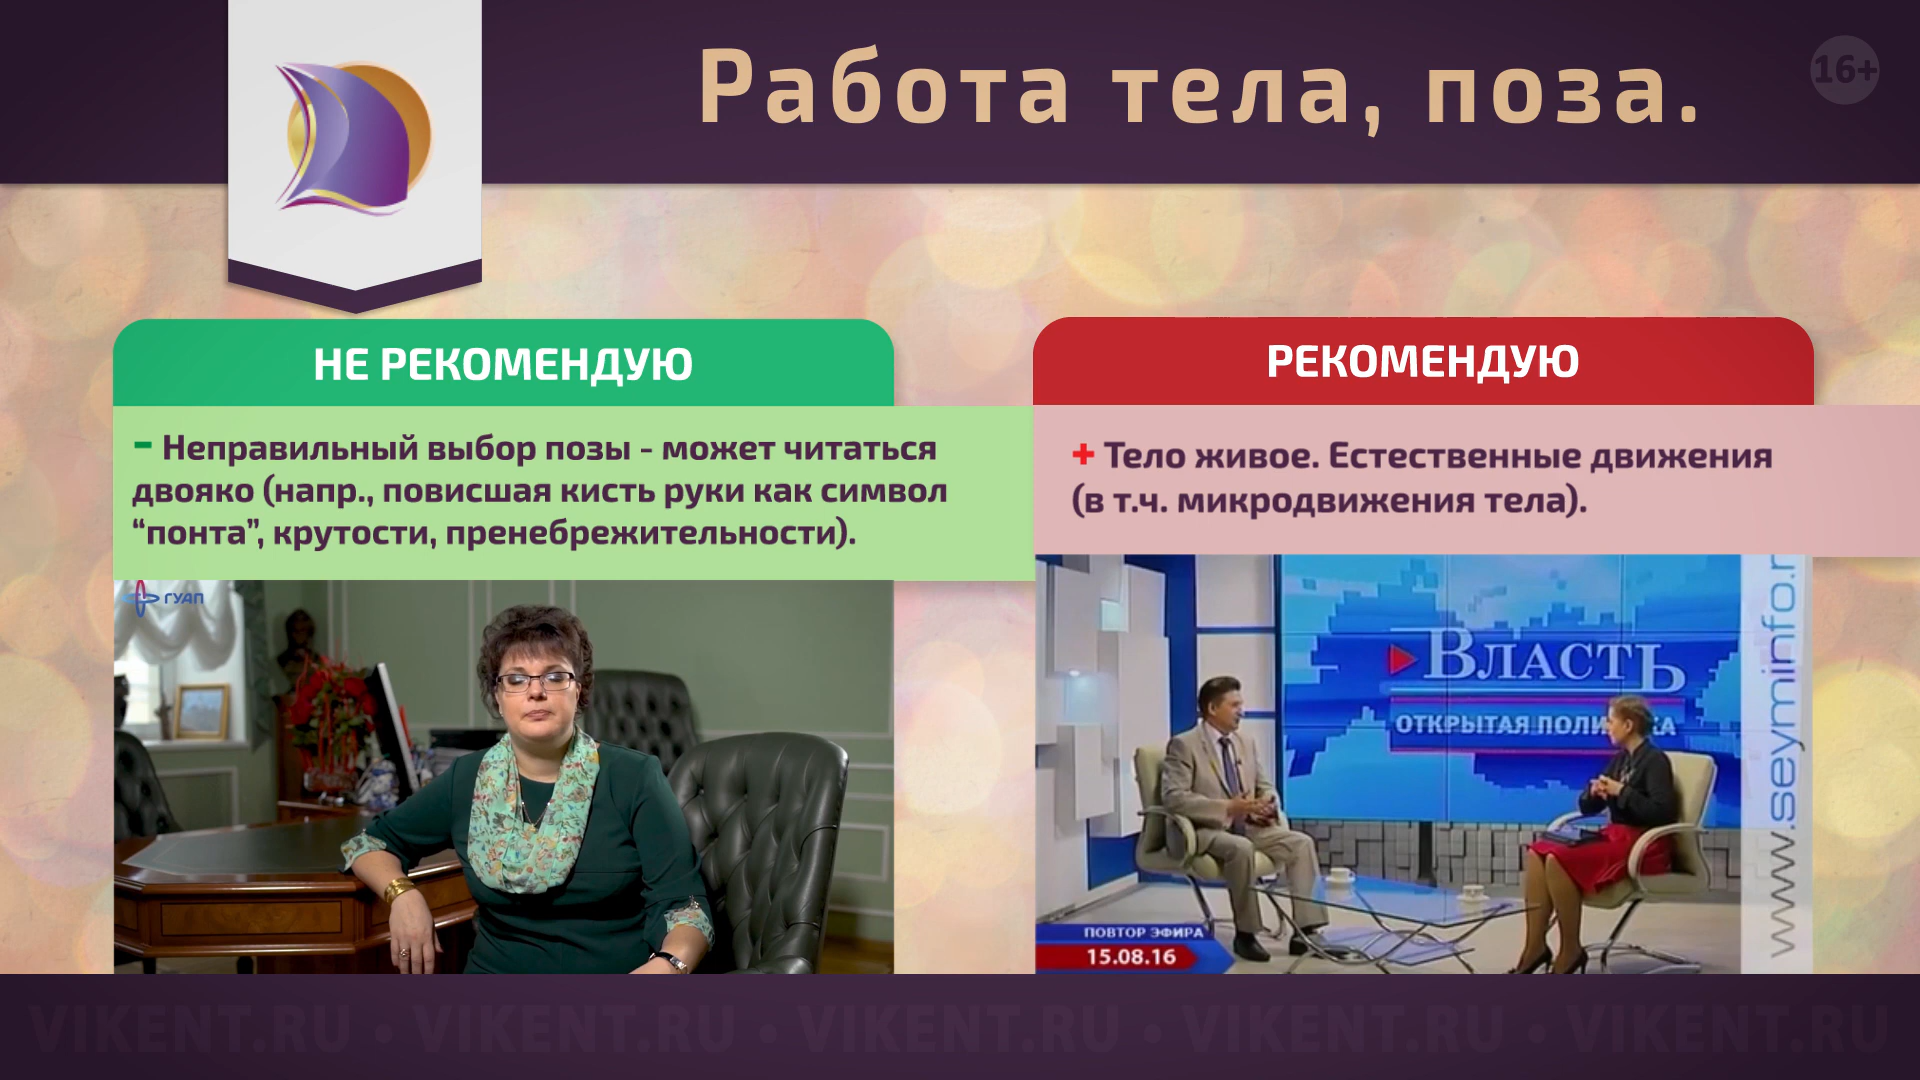 Работа тела, поза.
16+
НЕ РЕКОМЕНДУЮ
- Неправильный выбор позы - может читаться
двояко (напр., повисшая кисть руки как символ
“понта”, крутости, пренебрежительности).
ГУАП
РЕКОМЕНДУЮ
+ Тело живое. Естественные движения
(в т.ч. микродвижения тела).
ВЛАСТЬ
ОТКРЫТАЯ ПОЛИ КА
www.seyminfo.r
ПОВТОР ЭФИРА
15.08.16
VIKENT.RU • VIKENT.RU • VIKENT.RU • VIKENT.RU • VIKENT.RU